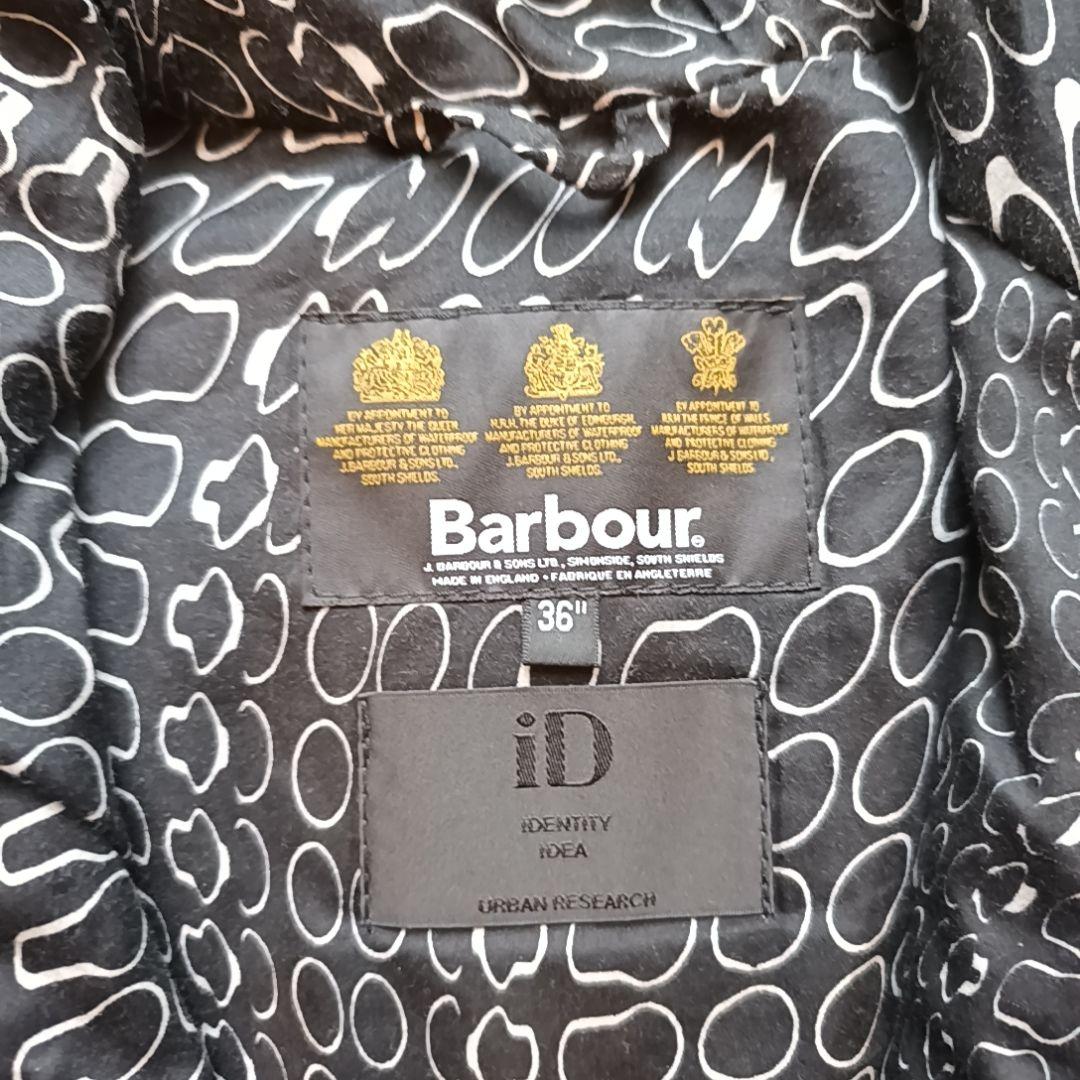 BY APPOINTMENT TO
HER MAJESTY THE QUEEN
MANUFACTURERS OF WATERPROOF
AND PROTECTIVE CLOTHING
J.BARBOUR & SONS LTD.,
SOUTH SHIELDS.
BY APPOINTMENT TO
H.R.H. THE DUKE OF EDINBURGH,
MANUFACTURERS OF WATERPROOF
AND PROTECTIVE CLOTHING
J.BARBOUR & SONS LTD.,
SOUTH SHIELDS.
BY APPOINTMENT TO
H.R.H. THE PRINCE OF WALES
MANUFACTURERS OF WATERPROOF
AND PROTECTIVE CLOTHING
J BARBOUR & SONS LTD.,
SOUTH SHIELDS.
Barbour®
J. BARBOUR & SONS LTD., SIMONSIDE, SOUTH SHIELDS
MADE IN ENGLAND • FABRIQUE EN ANGLETERRE
36"
iD
IDENTITY
IDEA
URBAN RESEARCH